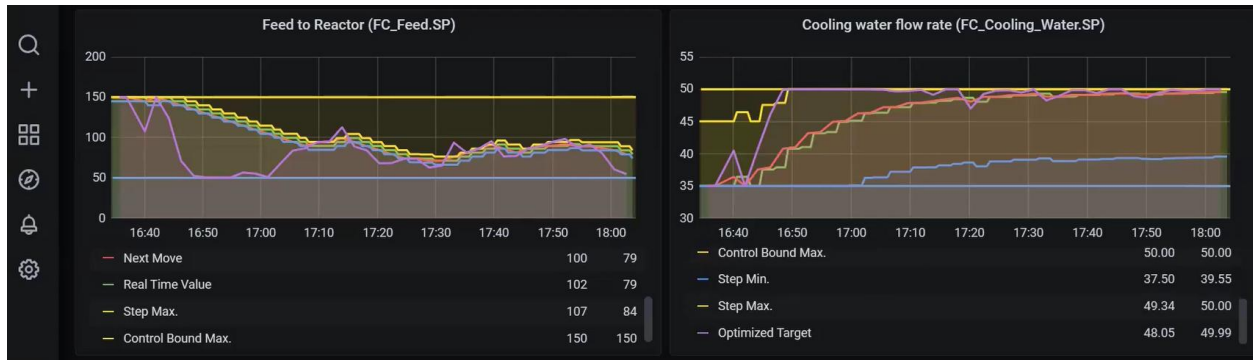 Feed to Reactor (FC_Feed.SP)
200
150
100
50
0
16:40 16:50 17:00 17:10 17:20 17:30 17:40 17:50 18:00
Next Move 100 79
Real Time Value 102 79
Step Max. 107 84
Control Bound Max. 150 150
Cooling water flow rate (FC_Cooling_Water.SP)
55
50
45
40
35
30
16:40 16:50 17:00 17:10 17:20 17:30 17:40 17:50 18:00
Control Bound Max. 50.00 50.00
Step Min. 37.50 39.55
Step Max. 49.34 50.00
Optimized Target 48.05 49.99